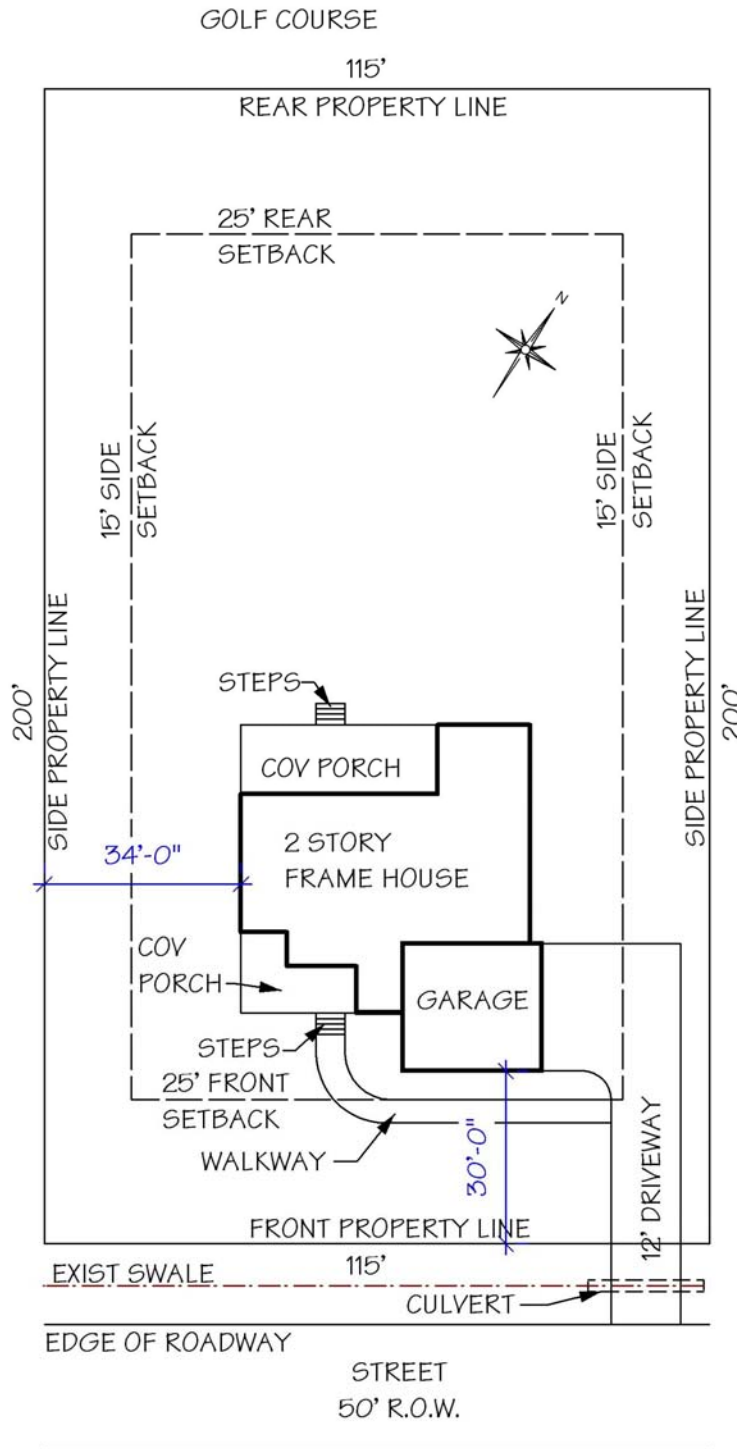 GOLF COURSE
115'
REAR PROPERTY LINE
25' REAR
SETBACK
N
15' SIDE
SETBACK
15' SIDE
SETBACK
200'
SIDE PROPERTY LINE
SIDE PROPERTY LINE
200'
STEPS
COV PORCH
34'-0"
2 STORY
FRAME HOUSE
COV
PORCH
GARAGE
STEPS
25' FRONT
SETBACK
WALKWAY
30'-0"
12' DRIVEWAY
FRONT PROPERTY LINE
115'
EXIST SWALE
CULVERT
EDGE OF ROADWAY
STREET
50' R.O.W.